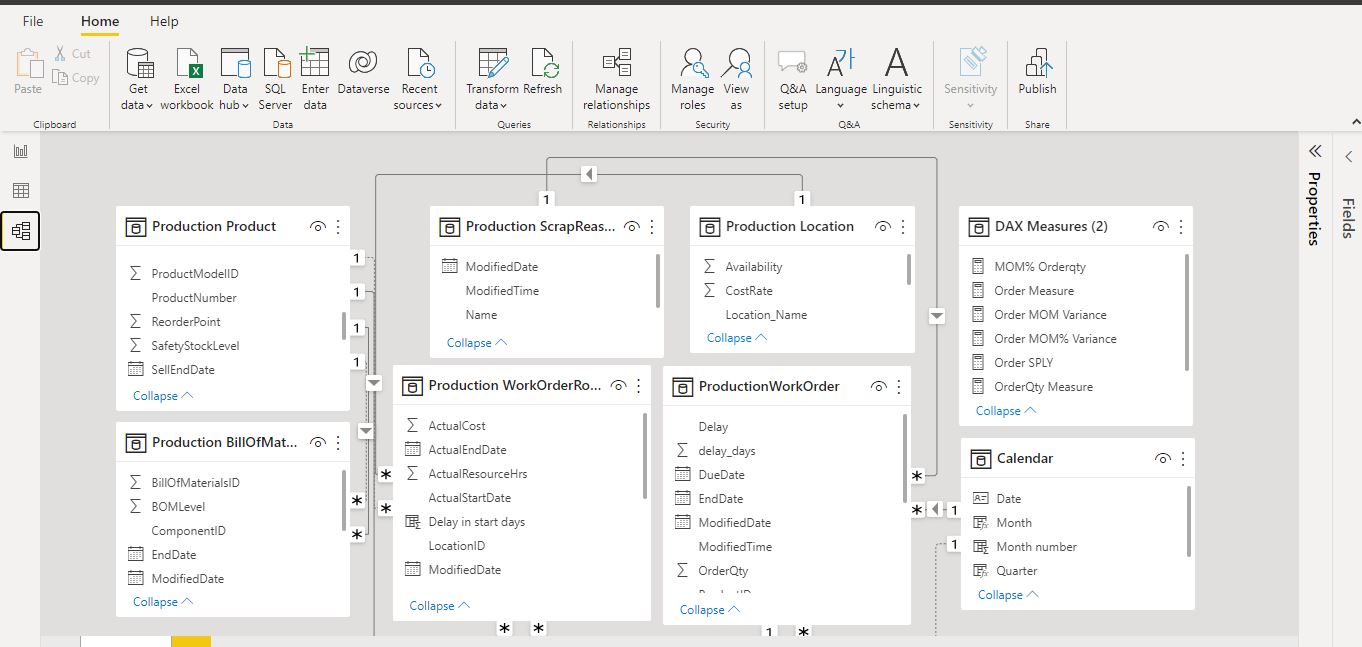 File Home Help
Paste
Cut
Copy
Clipboard
Get data
Excel workbook
Data hub
SQL Server
Enter data
Dataverse
Recent sources
Data
Transform data
Refresh
Queries
Manage relationships
Relationships
Manage roles
View as
Security
Q&A setup
Language
Linguistic schema
Q&A
Sensitivity
Sensitivity
Publish
Share
Properties
Fields
Production Product
ProductModelID
ProductNumber
ReorderPoint
SafetyStockLevel
SellEndDate
Collapse
1
1
1
1
Production ScrapReas...
ModifiedDate
ModifiedTime
Name
Collapse
1
Production Location
Availability
CostRate
Location_Name
Collapse
1
DAX Measures (2)
MOM% Orderqty
Order Measure
Order MOM Variance
Order MOM% Variance
Order SPLY
OrderQty Measure
Collapse
Production BillOfMat...
BillOfMaterialsID
BOMLevel
ComponentID
EndDate
ModifiedDate
Collapse
*
*
Production WorkOrderRo...
ActualCost
ActualEndDate
ActualResourceHrs
ActualStartDate
Delay in start days
LocationID
ModifiedDate
Collapse
*
*
* *
ProductionWorkOrder
Delay
delay_days
DueDate
EndDate
ModifiedDate
ModifiedTime
OrderQty
Collapse
*
*
1 *
Calendar
Date
Month
Month number
Quarter
Collapse
1
1